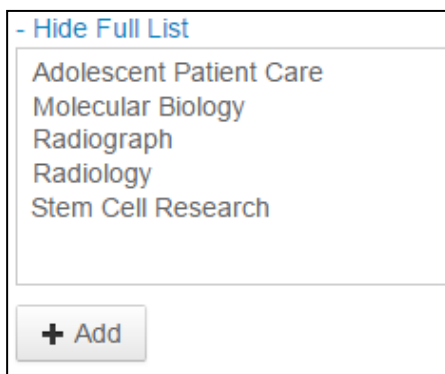 - Hide Full List
Adolescent Patient Care
Molecular Biology
Radiograph
Radiology
Stem Cell Research
+ Add